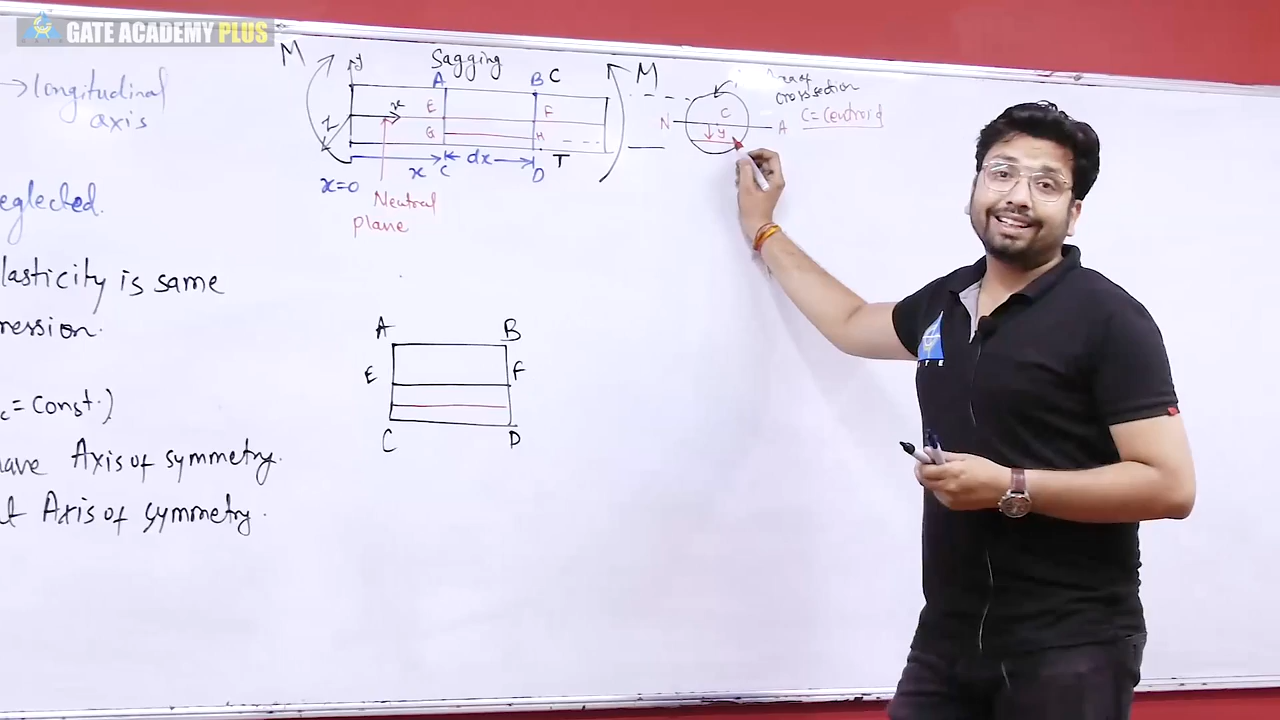 GATE ACADEMY PLUS
→longitudinal
axis
eglected.
lasticity is same
ression.
c = Const.)
have Axis of symmetry.
t Axis of symmetry.
Sagging
M
y
A
B
C
M
x
E
F
G
H
z
x=0
x
C
dx
D
T
Neutral
plane
Area of
cross section
C = Centroid
N
C
A
y
A
B
E
F
C
D